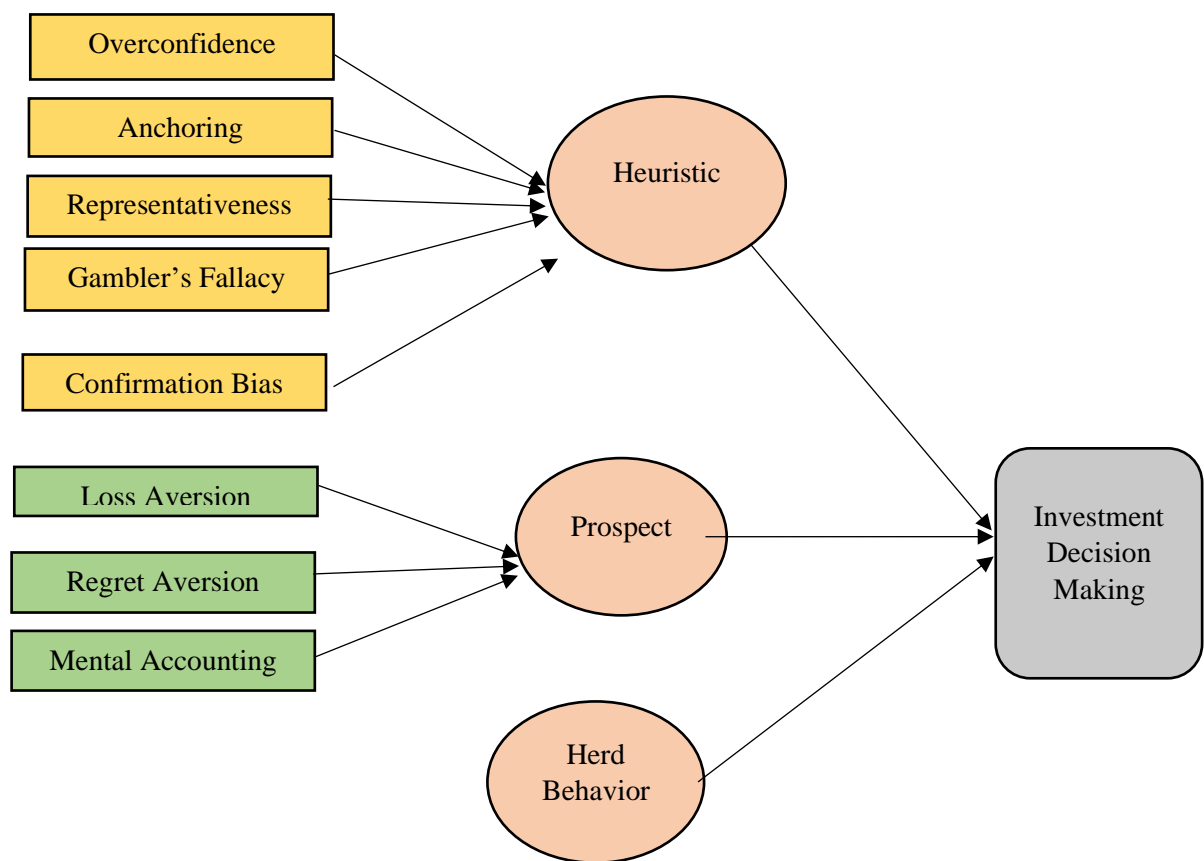 Overconfidence
Anchoring
Representativeness
Gambler’s Fallacy
Confirmation Bias
Loss Aversion
Regret Aversion
Mental Accounting
Heuristic
Prospect
Herd
Behavior
Investment
Decision
Making